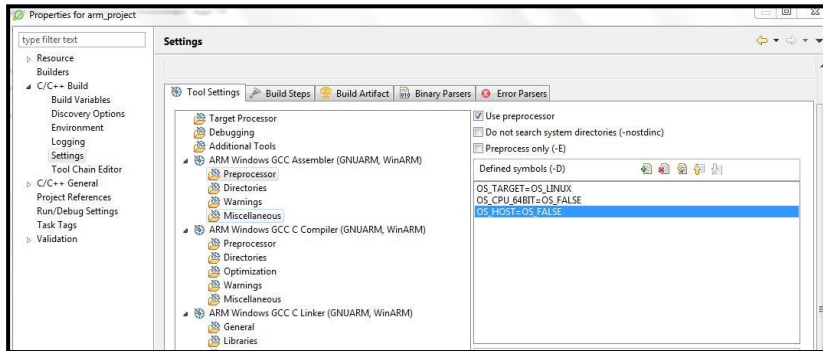 Properties for arm_project
type filter text
Settings
Resource
Builders
C/C++ Build
Build Variables
Discovery Options
Environment
Logging
Settings
Tool Chain Editor
C/C++ General
Project References
Run/Debug Settings
Task Tags
Validation
Tool Settings
Build Steps
Build Artifact
Binary Parsers
Error Parsers
Target Processor
Debugging
Additional Tools
ARM Windows GCC Assembler (GNUARM, WinARM)
Preprocessor
Directories
Warnings
Miscellaneous
ARM Windows GCC C Compiler (GNUARM, WinARM)
Preprocessor
Directories
Optimization
Warnings
Miscellaneous
ARM Windows GCC C Linker (GNUARM, WinARM)
General
Libraries
Use preprocessor
Do not search system directories (-nostdinc)
Preprocess only (-E)
Defined symbols (-D)
OS_TARGET=OS_LINUX
OS_CPU_64BIT=OS_FALSE
OS_HOST=OS_FALSE